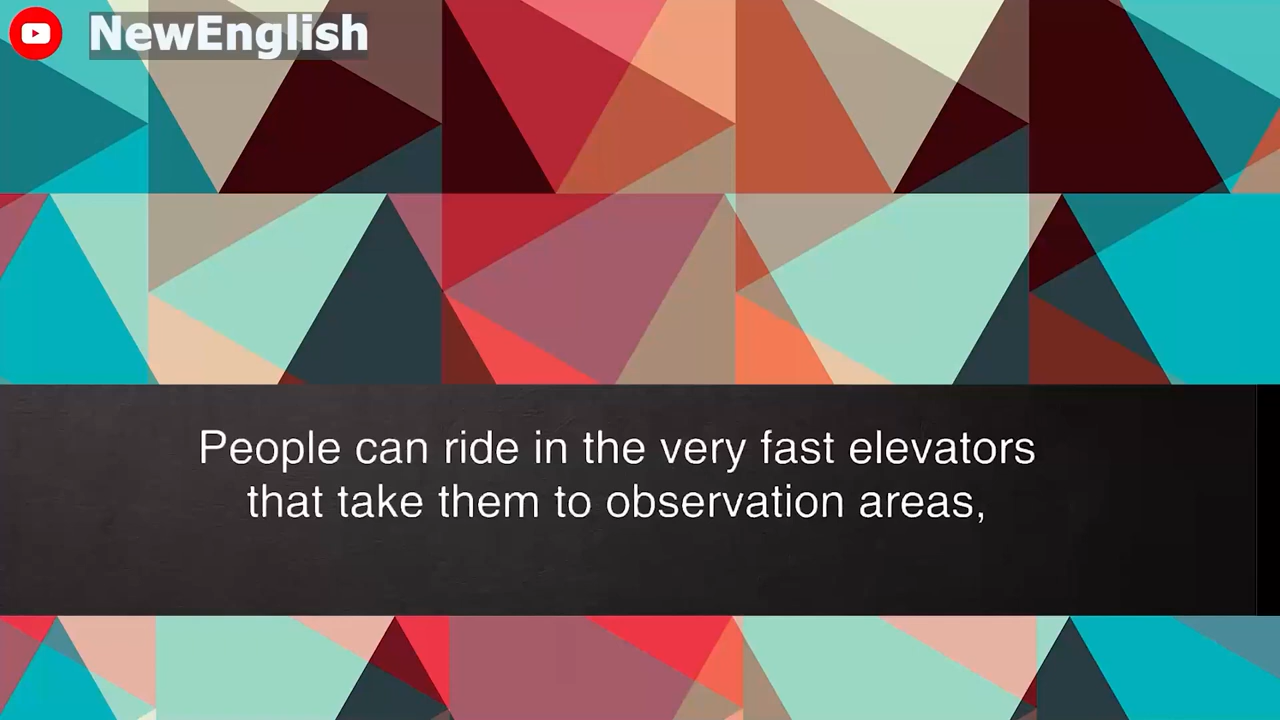 NewEnglish
People can ride in the very fast elevators
that take them to observation areas,